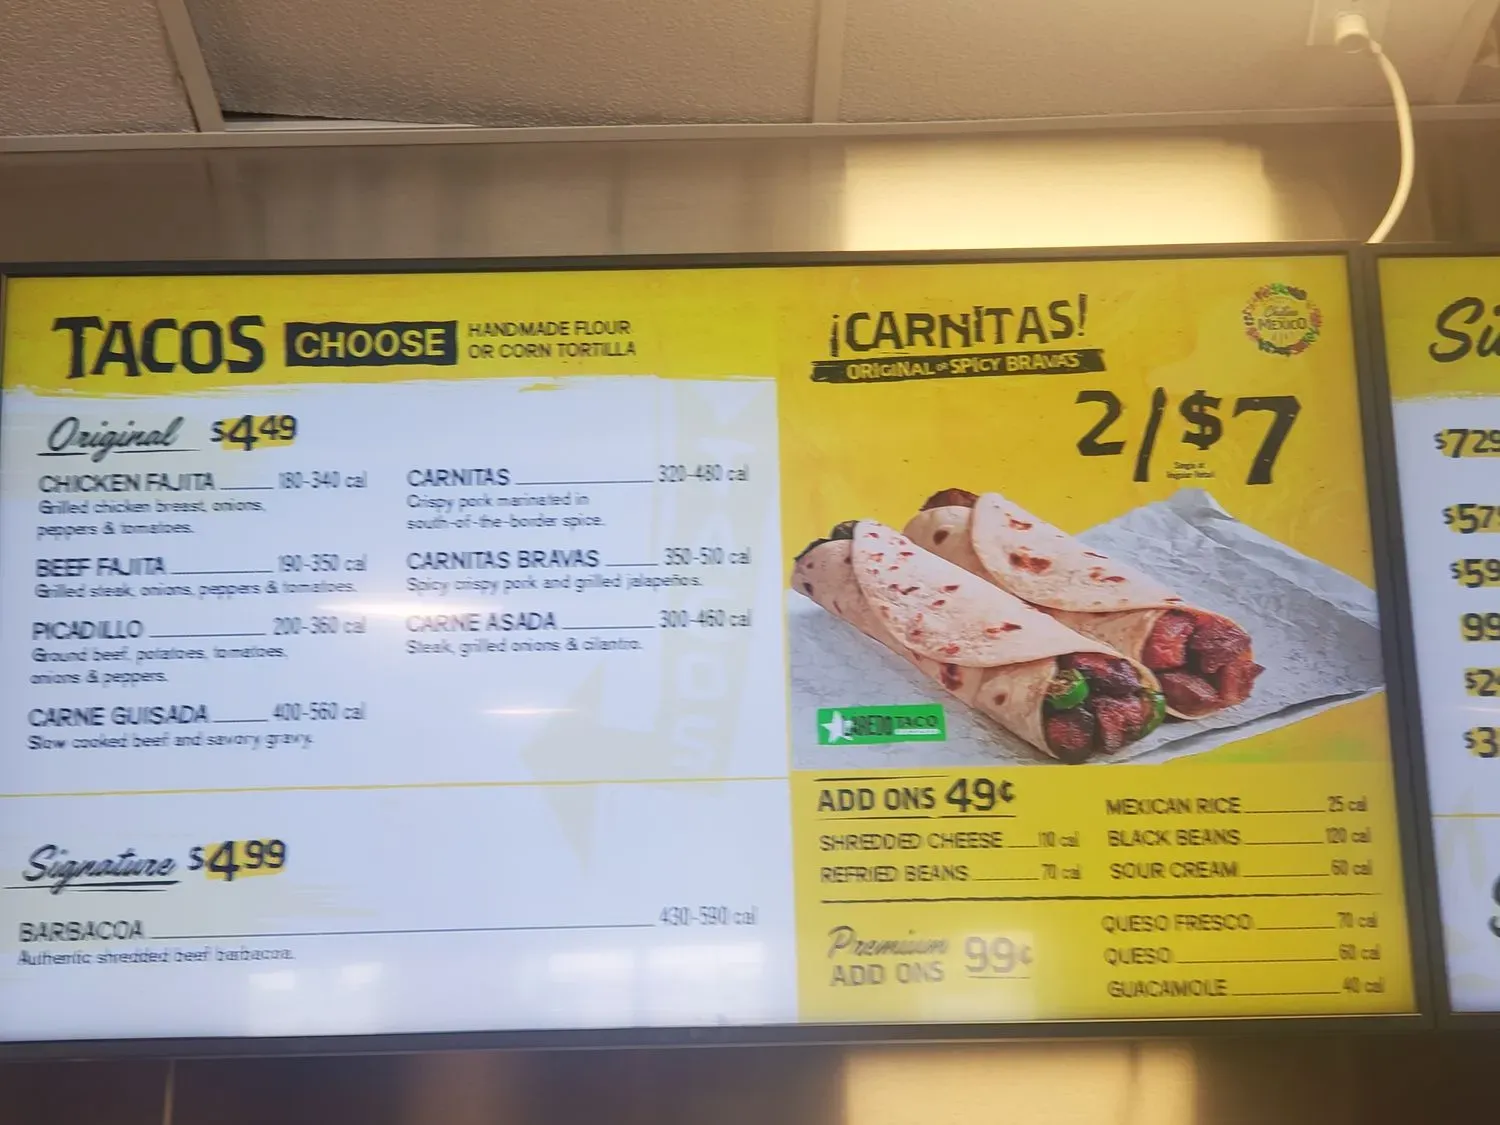 TACOS CHOOSE HANDMADE FLOUR
OR CORN TORTILLA
Original $4.49
CHICKEN FAJITA 180-340 cal
Grilled chicken breast, onions,
peppers & tomatoes.
BEEF FAJITA 190-350 cal
Grilled steak, onions, peppers & tomatoes.
PICADILLO 200-360 cal
Ground beef, potatoes, tomatoes,
onions & peppers.
CARNE GUISADA 400-560 cal
Slow cooked beef and savory gravy.
CARNITAS 320-480 cal
Crispy pork marinated in
south-of-the-border spice.
CARNITAS BRAVAS 350-510 cal
Spicy crispy pork and grilled jalapeños.
CARNE ASADA 300-460 cal
Steak, grilled onions & cilantro.
Signature $4.99
BARBACOA 430-590 cal
Authentic shredded beef barbacoa.
¡CARNITAS!
ORIGINAL or SPICY BRAVAS
MEXICO
2/$7
LAREDO TACO
ADD ONS 49¢
SHREDDED CHEESE 110 cal
REFRIED BEANS 70 cal
MEXICAN RICE 25 cal
BLACK BEANS 120 cal
SOUR CREAM 60 cal
Premium
ADD ONS 99¢
QUESO FRESCO 70 cal
QUESO 60 cal
GUACAMOLE 40 cal
$729
$59
99